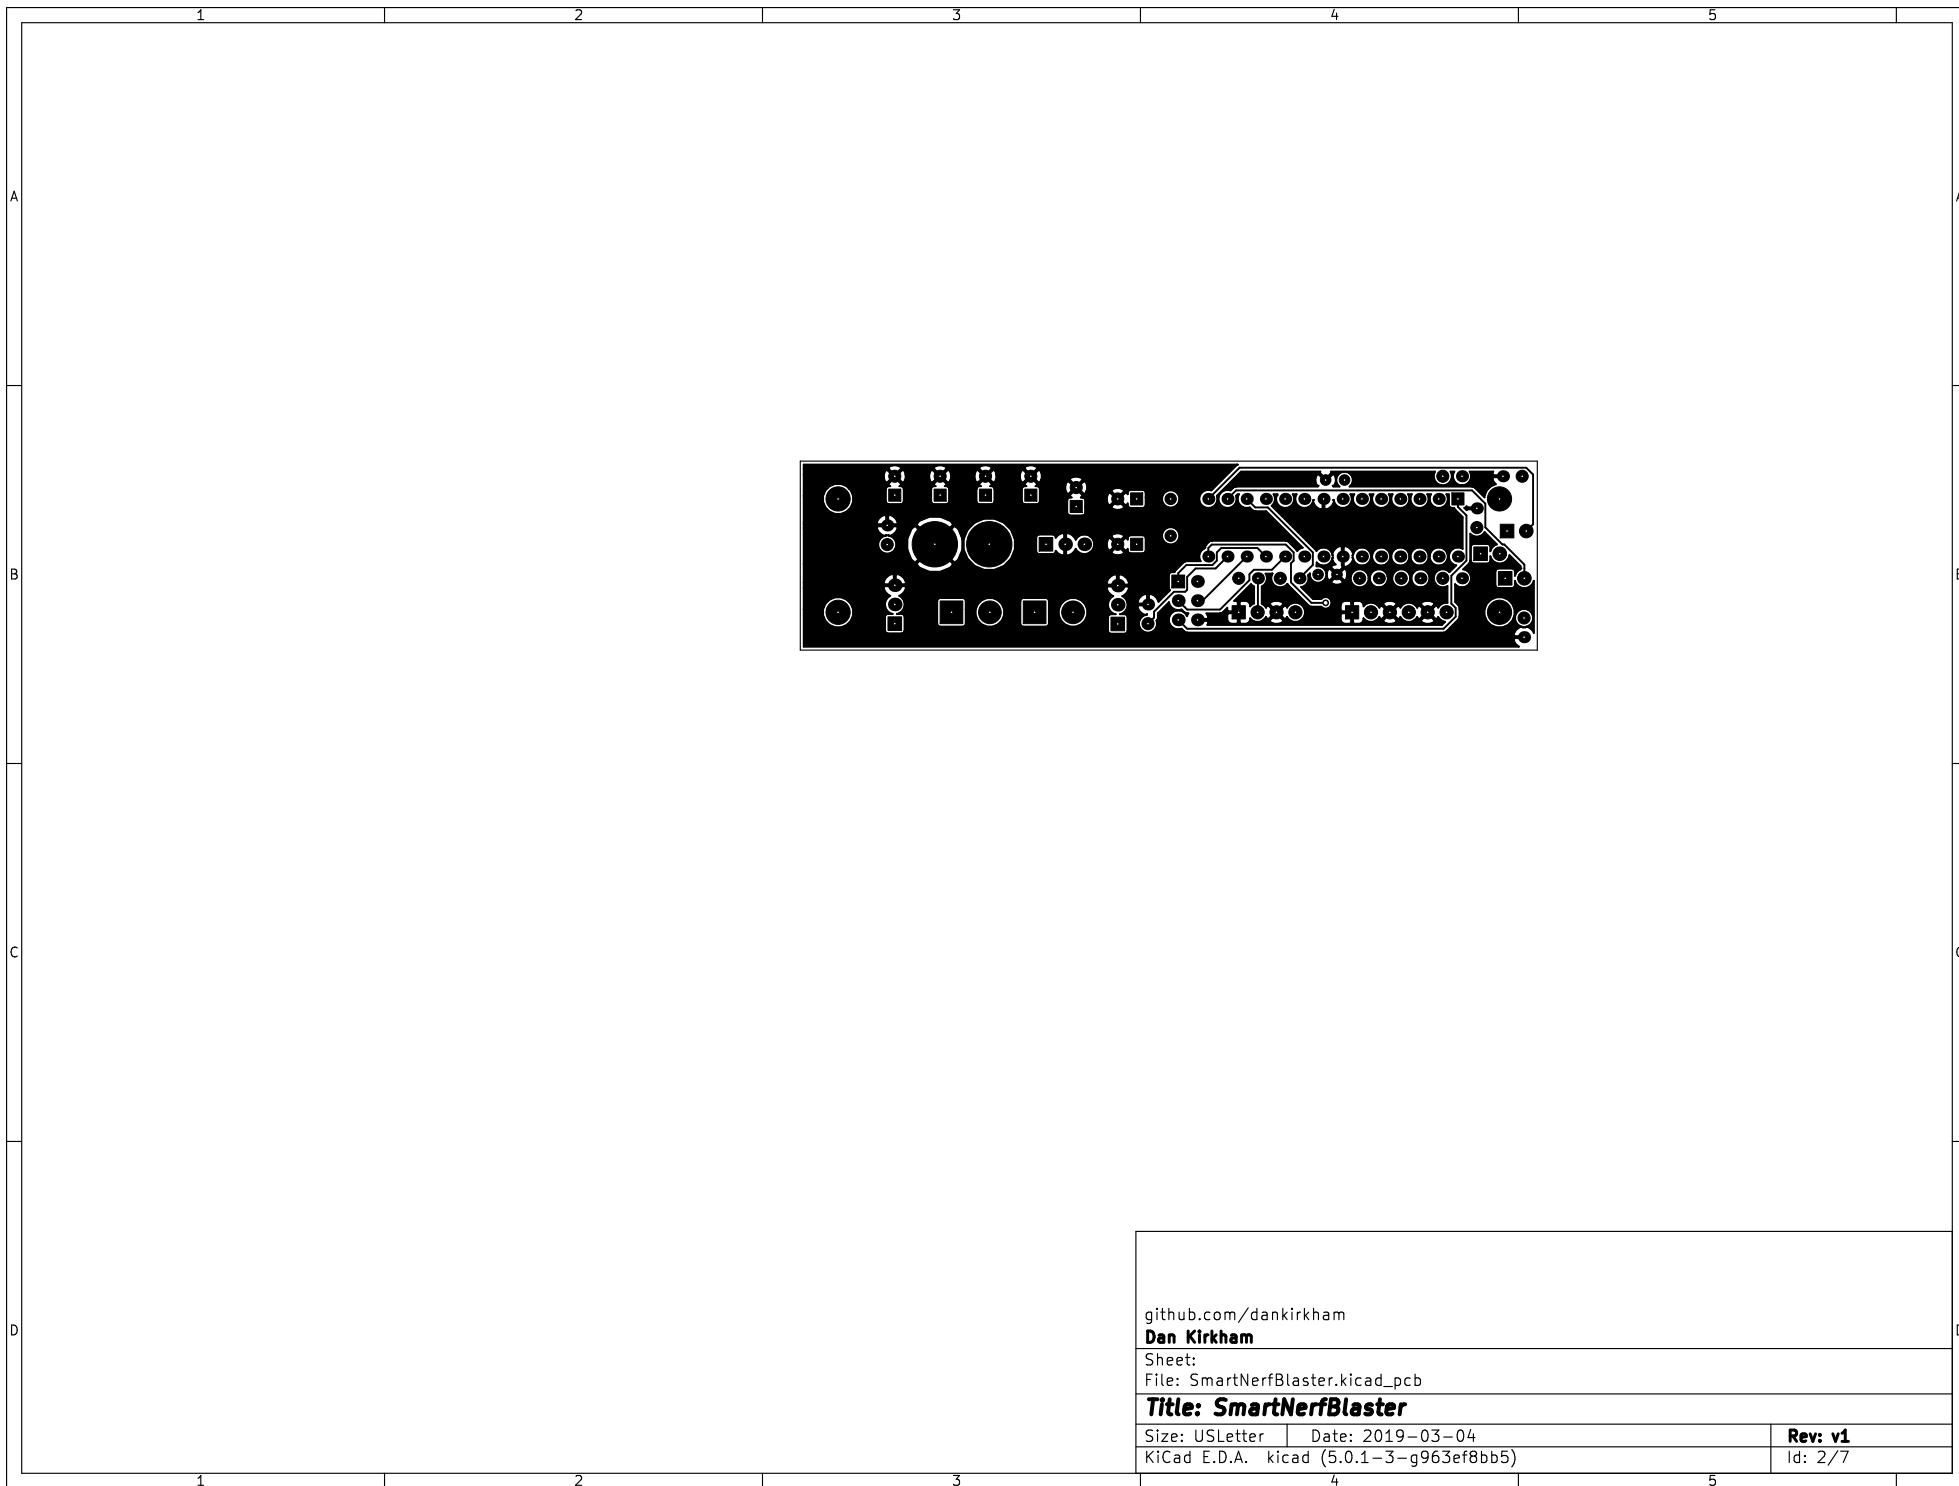 1 2 3 4 5
A A
B B
C C
D D
github.com/dankirkham
Dan Kirkham
Sheet:
File: SmartNerfBlaster.kicad_pcb
Title: SmartNerfBlaster
Size: USLetter Date: 2019-03-04 Rev: v1
KiCad E.D.A. kicad (5.0.1-3-g963ef8bb5) Id: 2/7
1 2 3 4 5